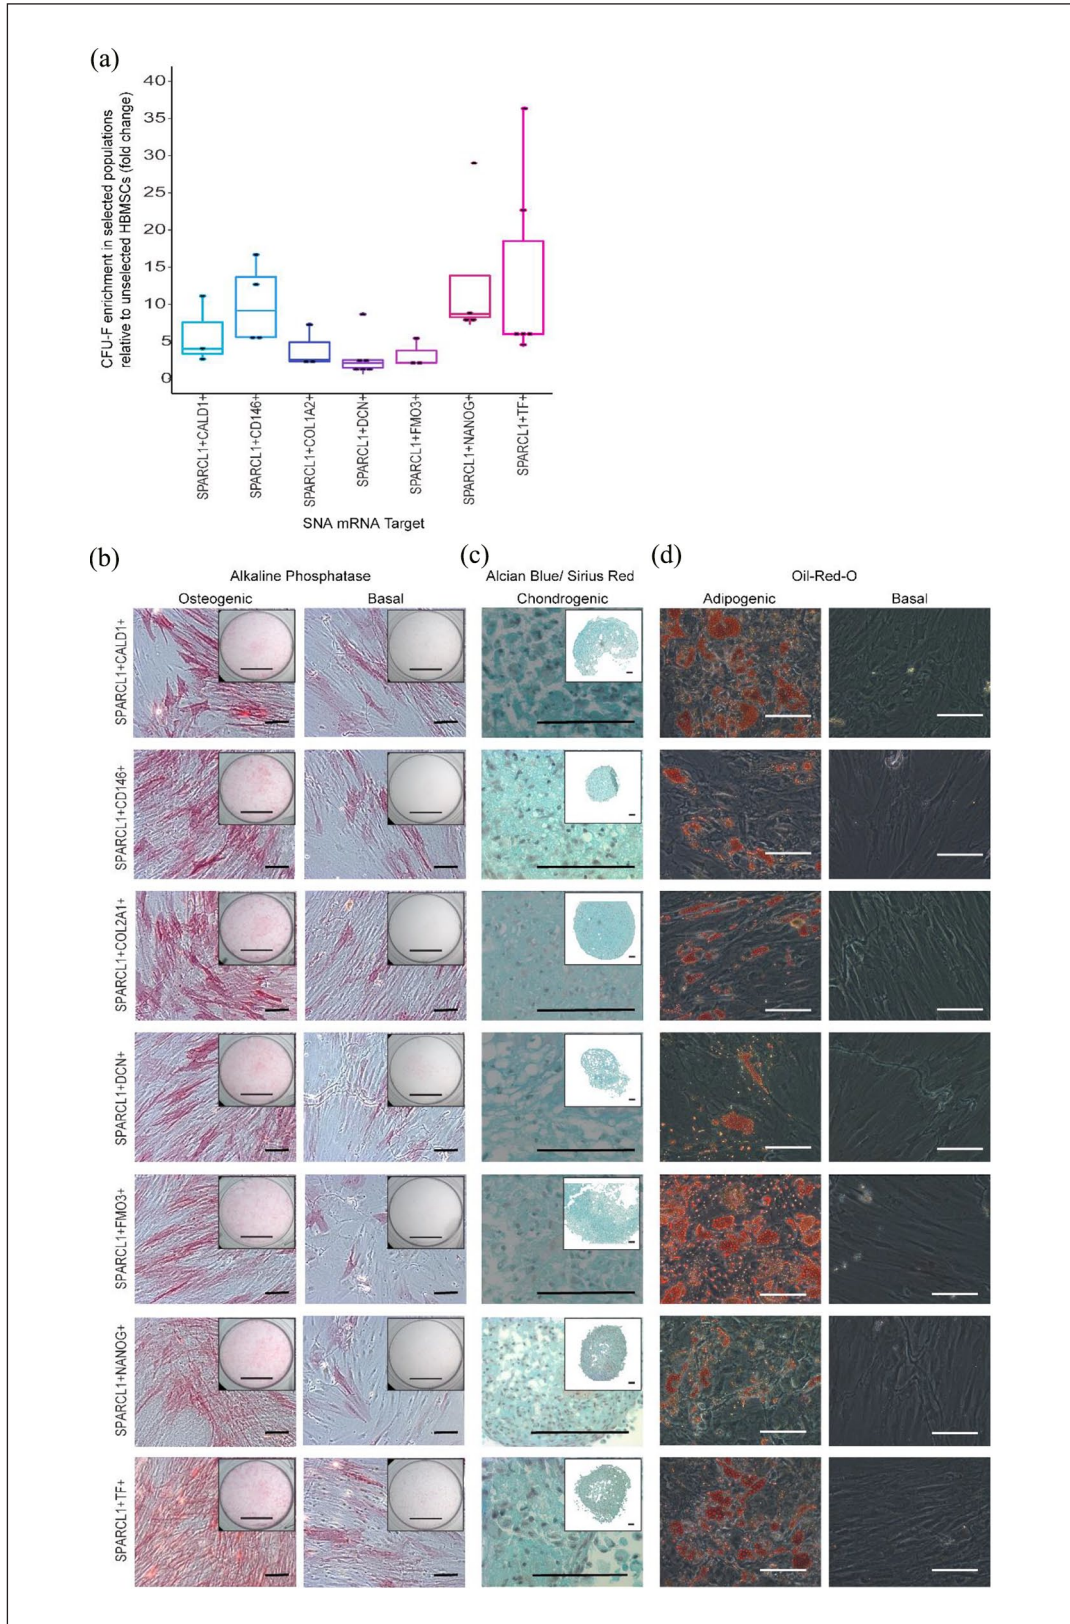 (a)
CFU-F enrichment in selected populations
relative to unselected HBMSCs (fold change)
40
35
30
25
20
15
10
5
0
SPARCL1+CALD1+
SPARCL1+CD146+
SPARCL1+COL1A2+
SPARCL1+DCN+
SPARCL1+FMO3+
SPARCL1+NANOG+
SPARCL1+TF+
SNA mRNA Target
(b)
(c)
(d)
Alkaline Phosphatase
Alcian Blue/ Sirius Red
Oil-Red-O
Osteogenic
Basal
Chondrogenic
Adipogenic
Basal
SPARCL1+CALD1+
SPARCL1+CD146+
SPARCL1+COL2A1+
SPARCL1+DCN+
SPARCL1+FMO3+
SPARCL1+NANOG+
SPARCL1+TF+